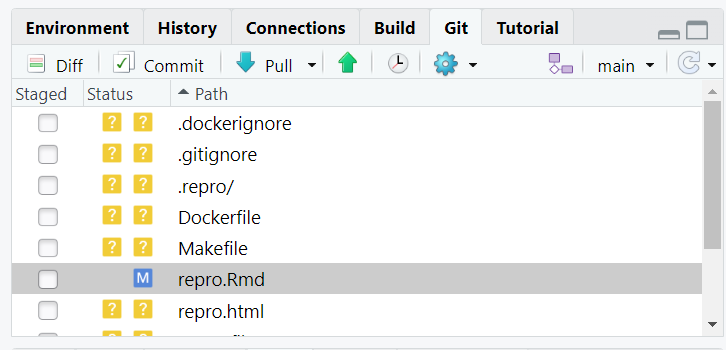 Environment History Connections Build Git Tutorial
Diff Commit Pull main
Staged Status Path
? ? .dockerignore
? ? .gitignore
? ? .repro/
? ? Dockerfile
? ? Makefile
M repro.Rmd
? ? repro.html